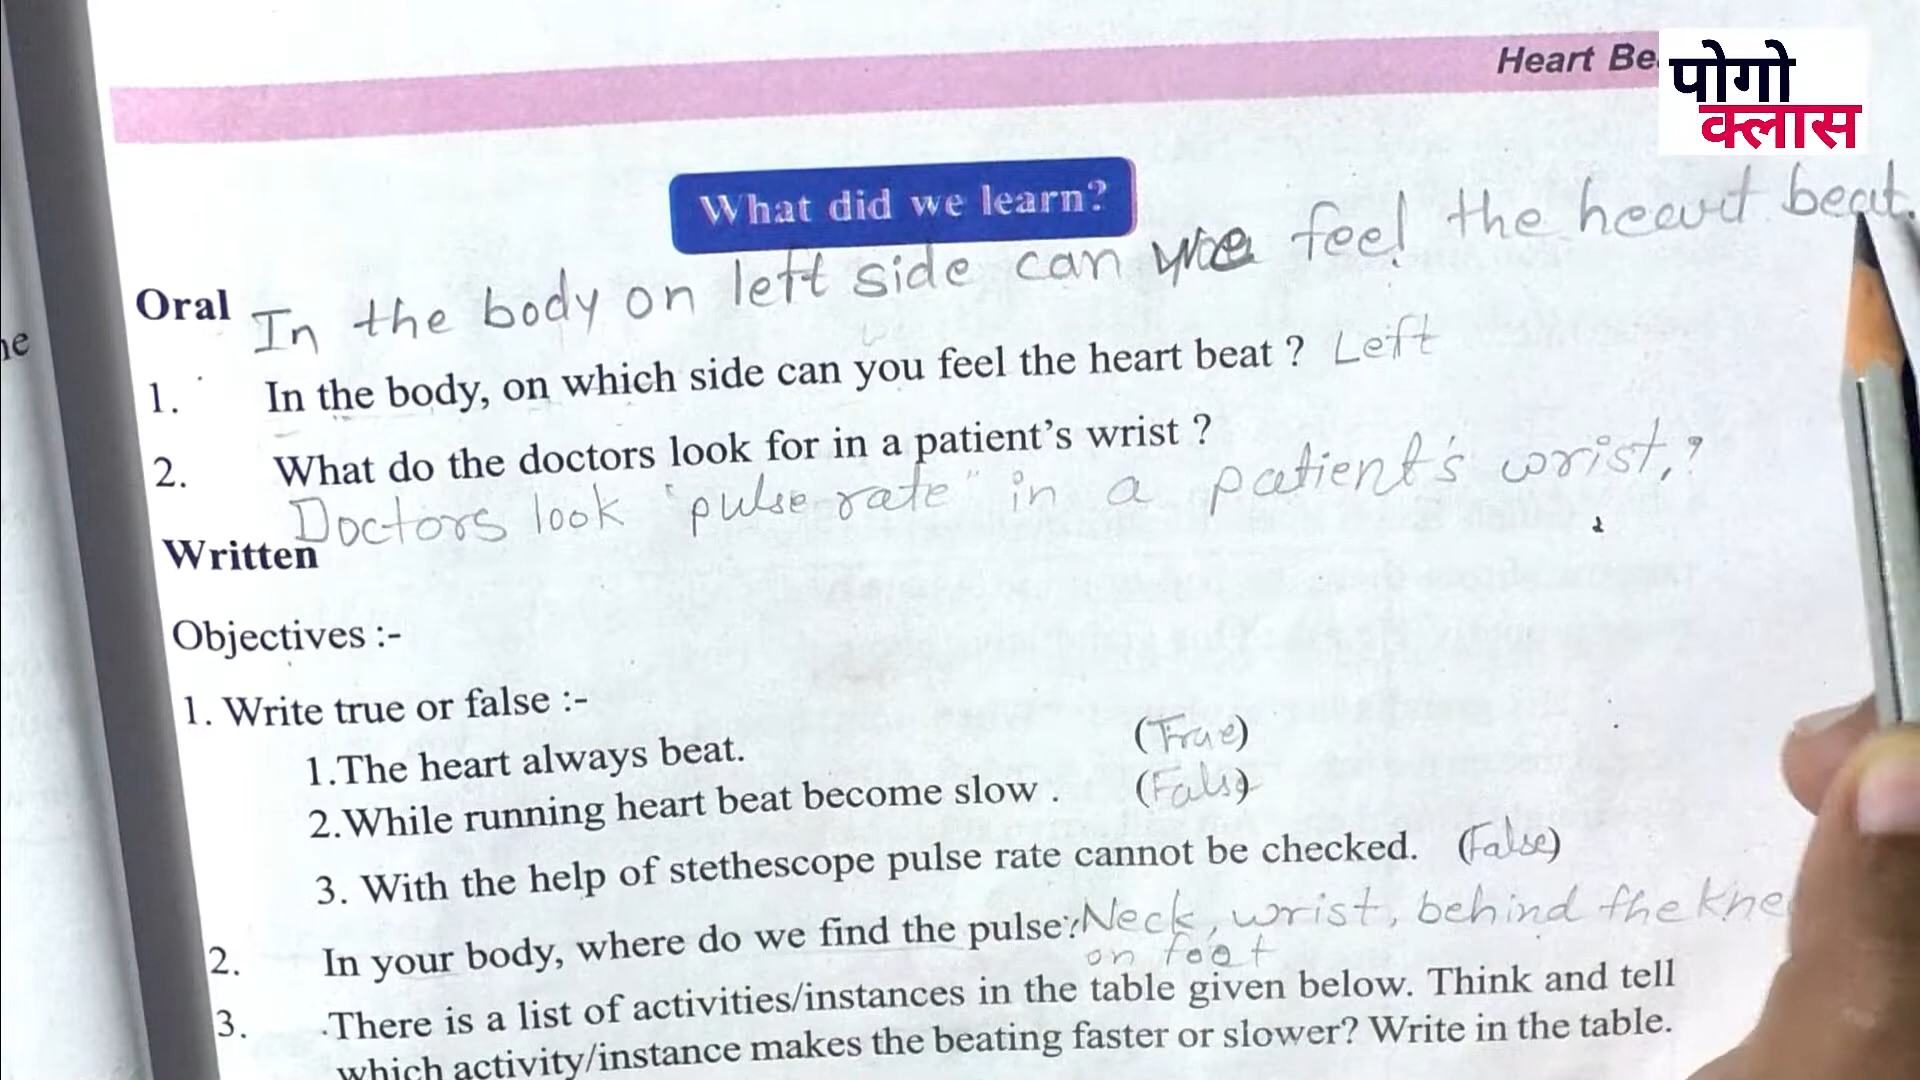 Heart Be
पोगो
क्लास
What did we learn?
In the body on left side can we feel the heart beat.
Oral
1. In the body, on which side can you feel the heart beat ? Left
2. What do the doctors look for in a patient's wrist ?
Doctors look "pulse rate" in a patient's wrist,?
Written
Objectives :-
1. Write true or false :-
1.The heart always beat. (True)
2.While running heart beat become slow . (False)
3. With the help of stethescope pulse rate cannot be checked. (False)
2. In your body, where do we find the pulse: Neck, wrist, behind the kne
on foot
3. There is a list of activities/instances in the table given below. Think and tell
which activity/instance makes the beating faster or slower? Write in the table.